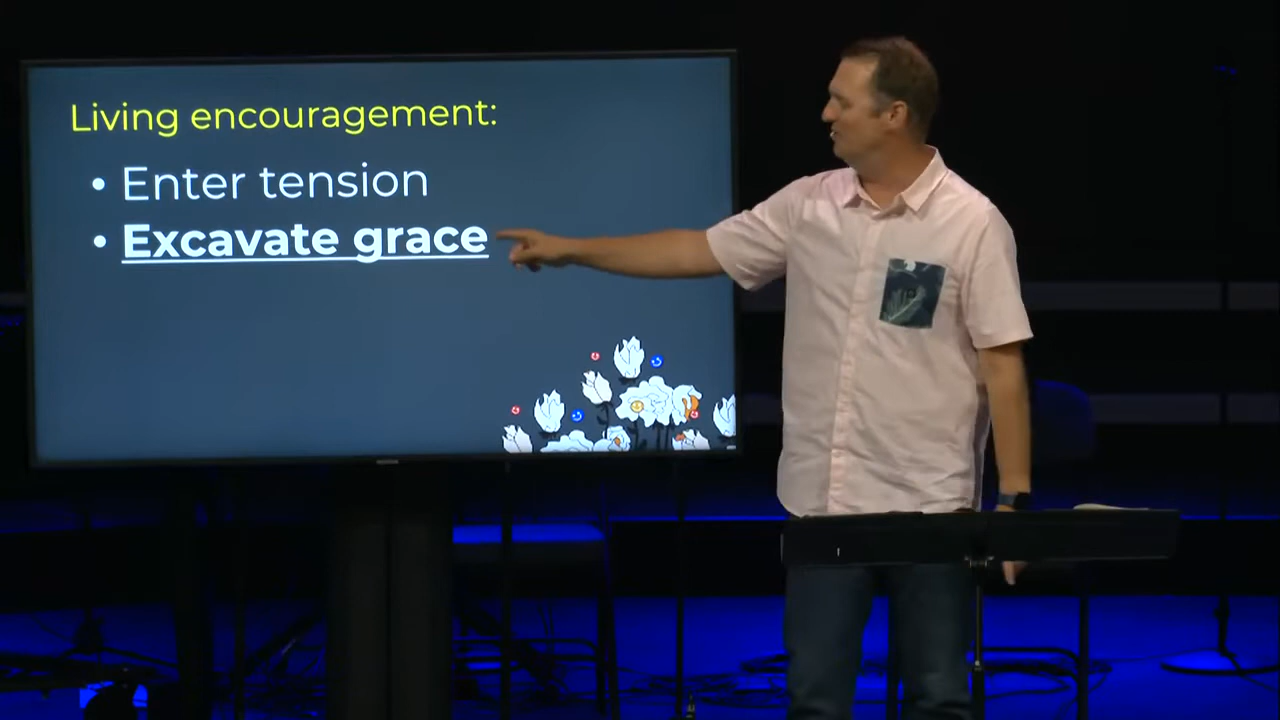 Living encouragement:
• Enter tension
• Excavate grace